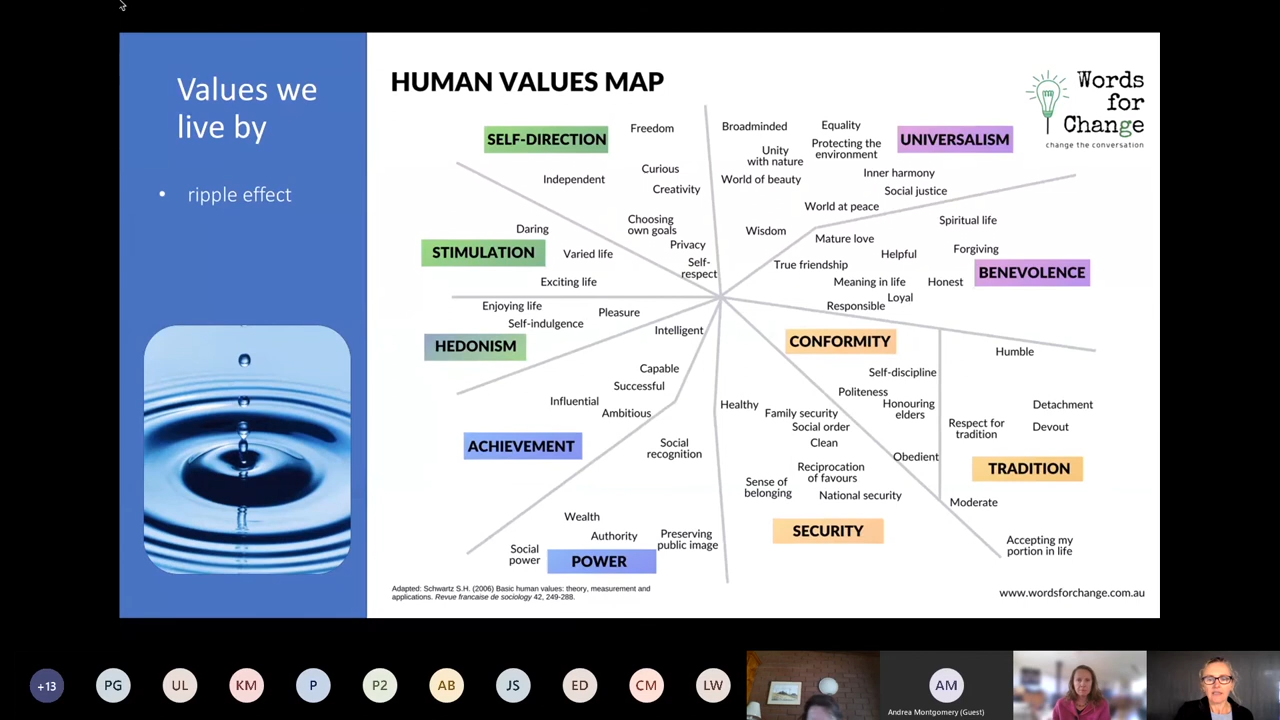 Values we
live by
• ripple effect
HUMAN VALUES MAP
Words
for
Change
change the conversation
SELF-DIRECTION
Freedom
Curious
Independent
Creativity
Choosing
own goals
Privacy
Self-
respect
Broadminded
Equality
UNIVERSALISM
Unity
with nature
Protecting the
environment
World of beauty
Inner harmony
Social justice
World at peace
Wisdom
Daring
STIMULATION
Varied life
Exciting life
Spiritual life
Mature love
Helpful
Forgiving
True friendship
BENEVOLENCE
Meaning in life
Honest
Loyal
Responsible
Enjoying life
Pleasure
Self-indulgence
HEDONISM
Intelligent
Capable
Successful
Influential
Ambitious
ACHIEVEMENT
CONFORMITY
Self-discipline
Politeness
Honouring
elders
Obedient
Humble
Detachment
Respect for
tradition
Devout
TRADITION
Moderate
Accepting my
portion in life
Healthy
Family security
Social order
Clean
Reciprocation
of favours
Sense of
belonging
National security
SECURITY
Social
recognition
Wealth
Authority
Preserving
public image
Social
power
POWER
Adapted: Schwartz S.H. (2006) Basic human values: theory, measurement and
applications. Revue francaise de sociology 42, 249-288.
www.wordsforchange.com.au
+13
PG
UL
KM
P
P2
AB
JS
ED
CM
LW
AM
Andrea Montgomery (Guest)